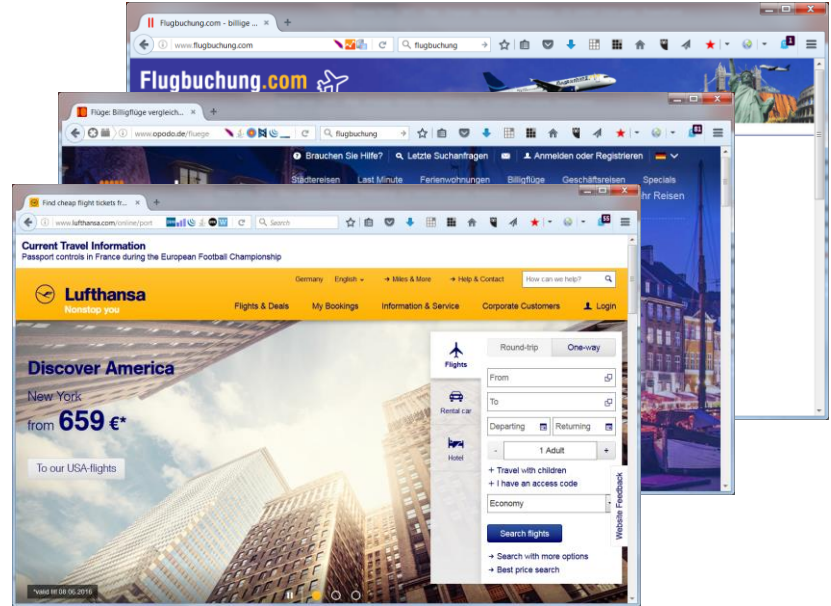 Flugbuchung.com - billige ...
www.flugbuchung.com
flugbuchung
1
Flugbuchung.com
Flüge: Billigflüge vergleich...
www.opodo.de/fluege
flugbuchung
Brauchen Sie Hilfe?
Letzte Suchanfragen
Anmelden oder Registrieren
Städtereisen
Last Minute
Ferienwohnungen
Billigflüge
Geschäftsreisen
Specials
hr Reisen
Find cheap flight tickets fr...
www.lufthansa.com/online/port
Search
55
Current Travel Information
Passport controls in France during the European Football Championship
Germany
English
Miles & More
Help & Contact
How can we help?
Lufthansa
Nonstop you
Flights & Deals
My Bookings
Information & Service
Corporate Customers
Login
Discover America
New York
from 659 €*
To our USA-flights
*valid till 08.06.2016
Flights
Rental car
Hotel
Round-trip
One-way
From
To
Departing
Returning
- 1 Adult +
+ Travel with children
+ I have an access code
Economy
Search flights
Search with more options
Best price search
Website Feedback